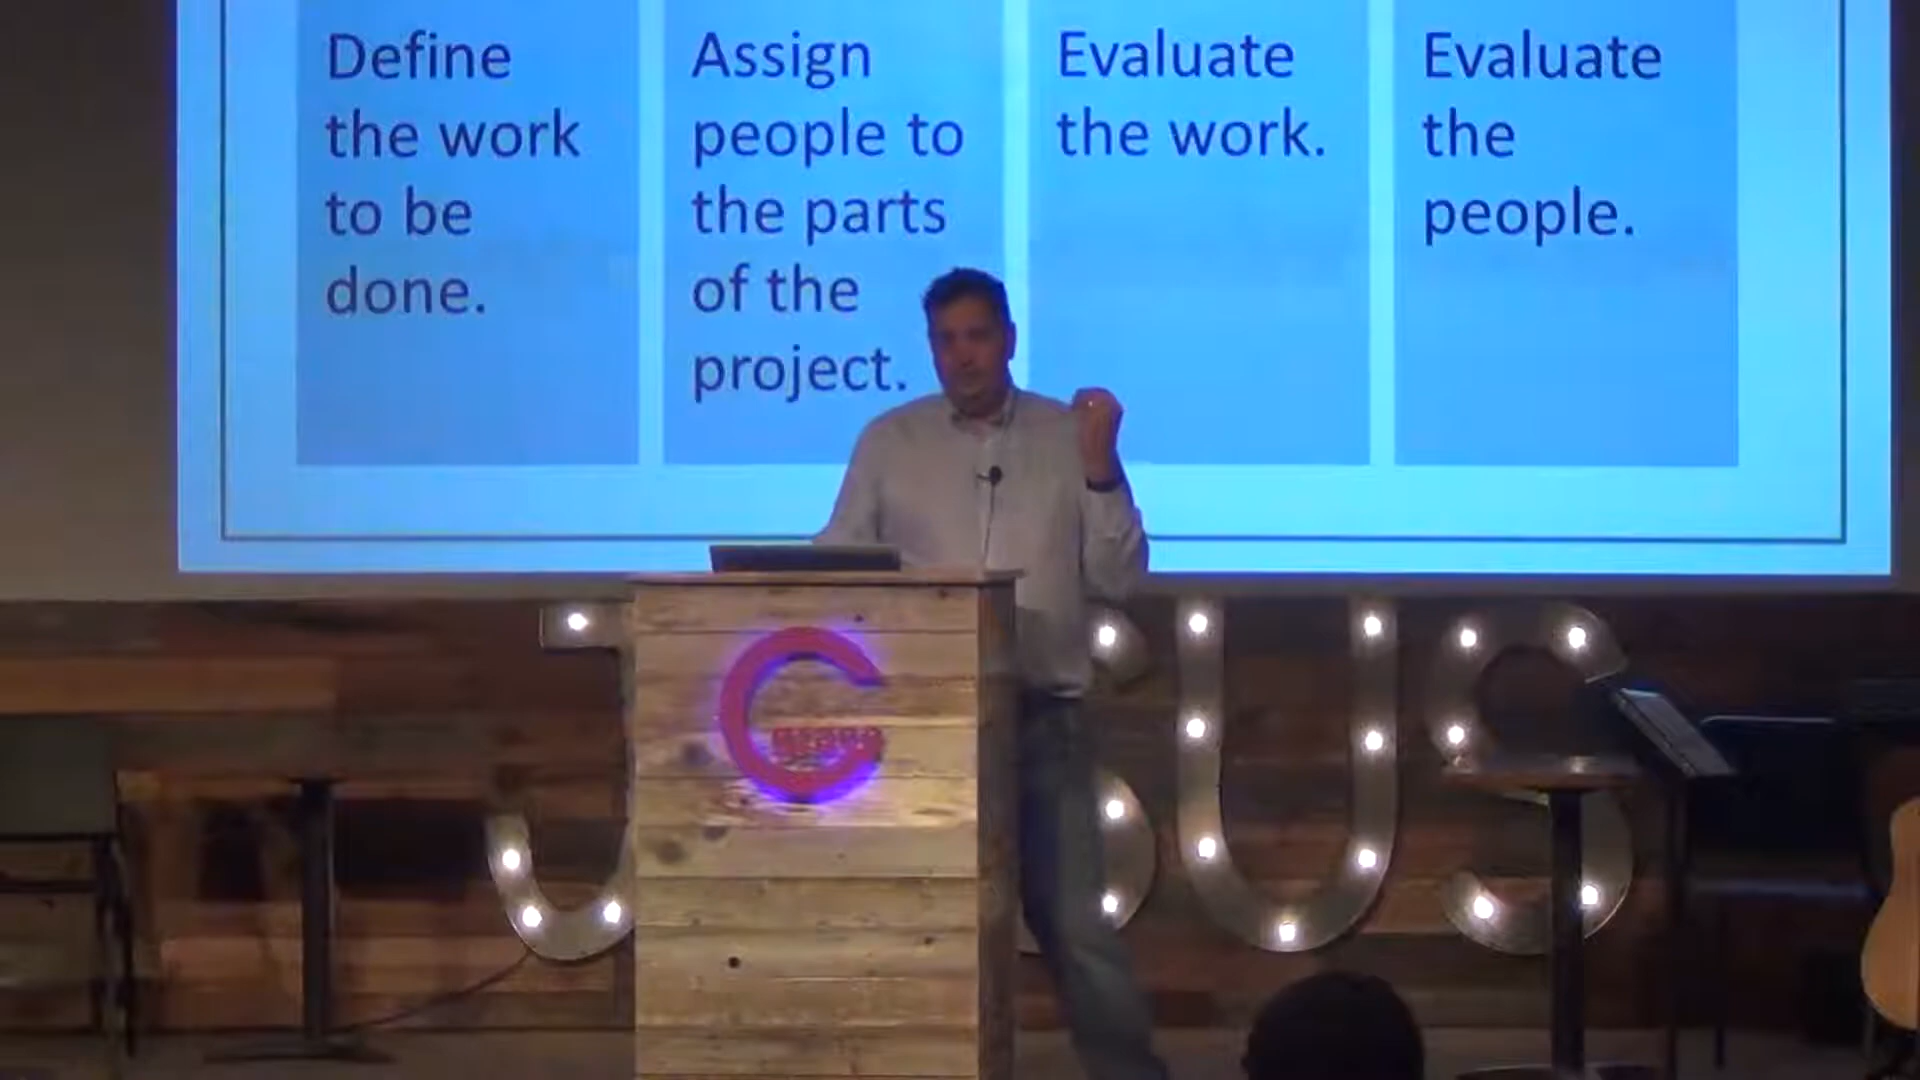 Define
the work
to be
done.
Assign
people to
the parts
of the
project.
Evaluate
the work.
Evaluate
the
people.
G
J
SUS